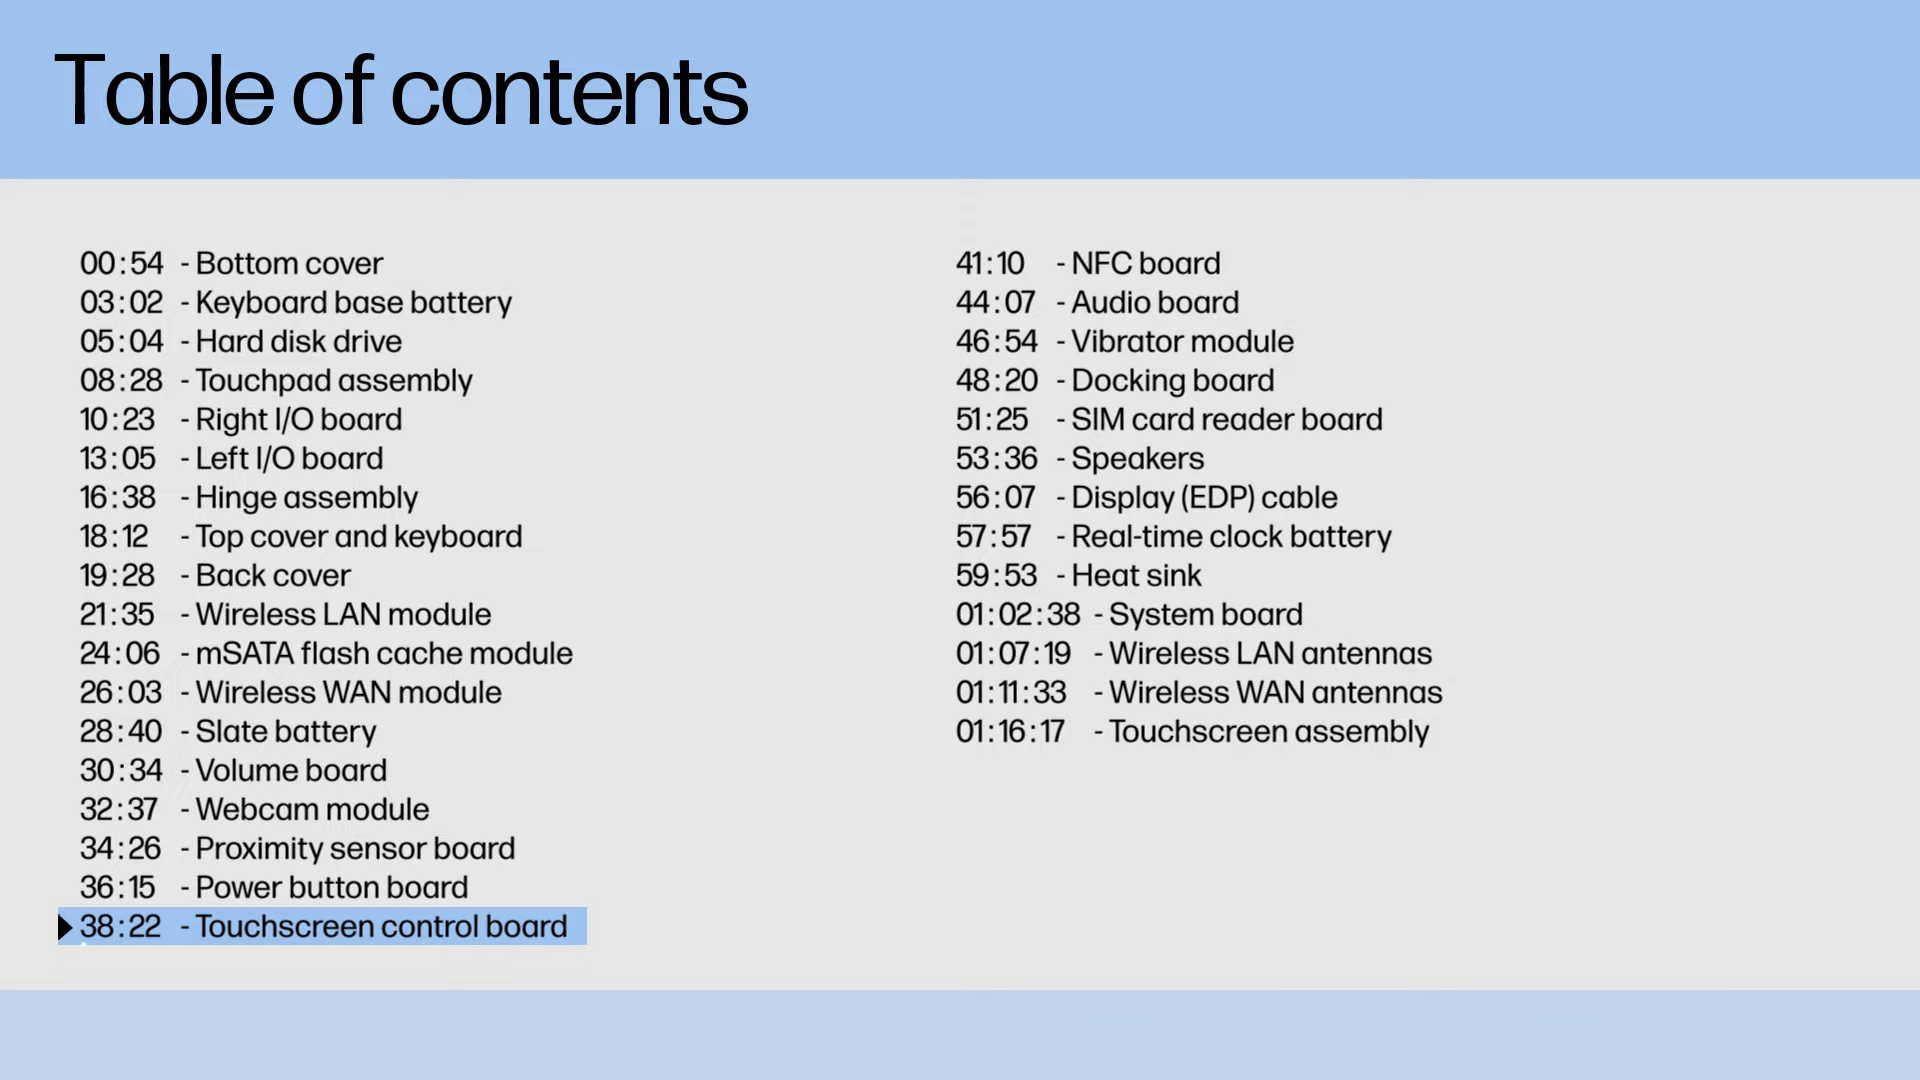 Table of contents
00:54 - Bottom cover
03:02 - Keyboard base battery
05:04 - Hard disk drive
08:28 - Touchpad assembly
10:23 - Right I/O board
13:05 - Left I/O board
16:38 - Hinge assembly
18:12 - Top cover and keyboard
19:28 - Back cover
21:35 - Wireless LAN module
24:06 - mSATA flash cache module
26:03 - Wireless WAN module
28:40 - Slate battery
30:34 - Volume board
32:37 - Webcam module
34:26 - Proximity sensor board
36:15 - Power button board
38:22 - Touchscreen control board
41:10 - NFC board
44:07 - Audio board
46:54 - Vibrator module
48:20 - Docking board
51:25 - SIM card reader board
53:36 - Speakers
56:07 - Display (EDP) cable
57:57 - Real-time clock battery
59:53 - Heat sink
01:02:38 - System board
01:07:19 - Wireless LAN antennas
01:11:33 - Wireless WAN antennas
01:16:17 - Touchscreen assembly